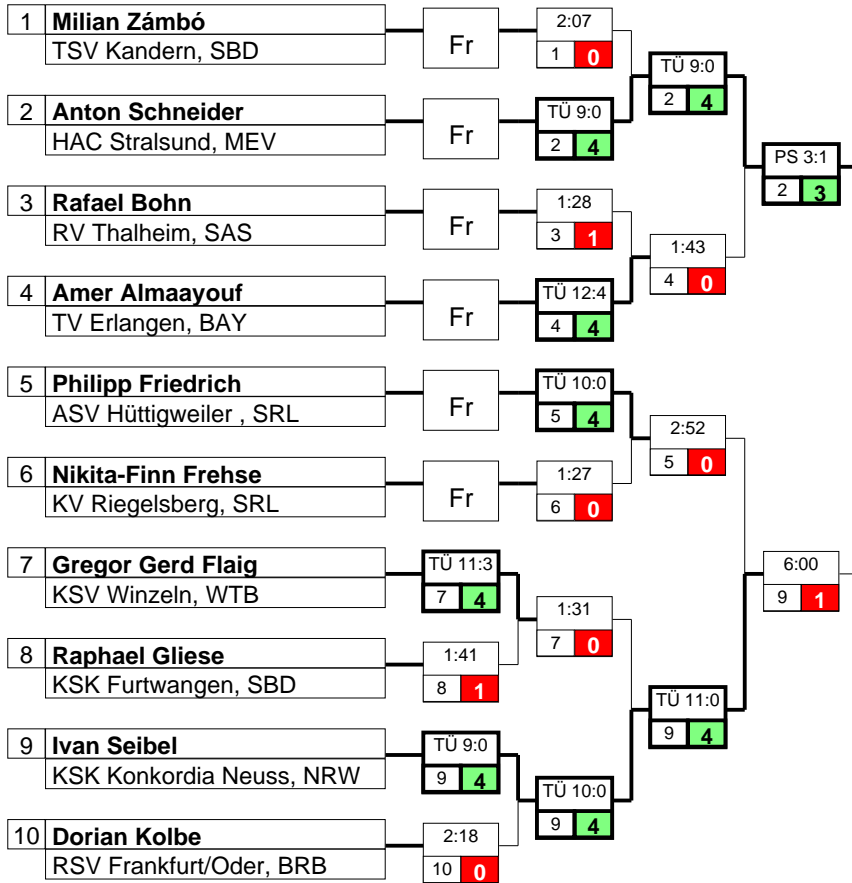 1 Milian Zámbó
TSV Kandern, SBD
Fr
2:07
1 0
TÜ 9:0
2 4
2 Anton Schneider
HAC Stralsund, MEV
Fr
TÜ 9:0
2 4
PS 3:1
2 3
3 Rafael Bohn
RV Thalheim, SAS
Fr
1:28
3 1
1:43
4 0
4 Amer Almaayouf
TV Erlangen, BAY
Fr
TÜ 12:4
4 4
5 Philipp Friedrich
ASV Hüttigweiler , SRL
Fr
TÜ 10:0
5 4
2:52
5 0
6 Nikita-Finn Frehse
KV Riegelsberg, SRL
Fr
1:27
6 0
7 Gregor Gerd Flaig
KSV Winzeln, WTB
TÜ 11:3
7 4
6:00
9 1
1:31
7 0
8 Raphael Gliese
KSK Furtwangen, SBD
1:41
8 1
TÜ 11:0
9 4
9 Ivan Seibel
KSK Konkordia Neuss, NRW
TÜ 9:0
9 4
TÜ 10:0
9 4
10 Dorian Kolbe
RSV Frankfurt/Oder, BRB
2:18
10 0